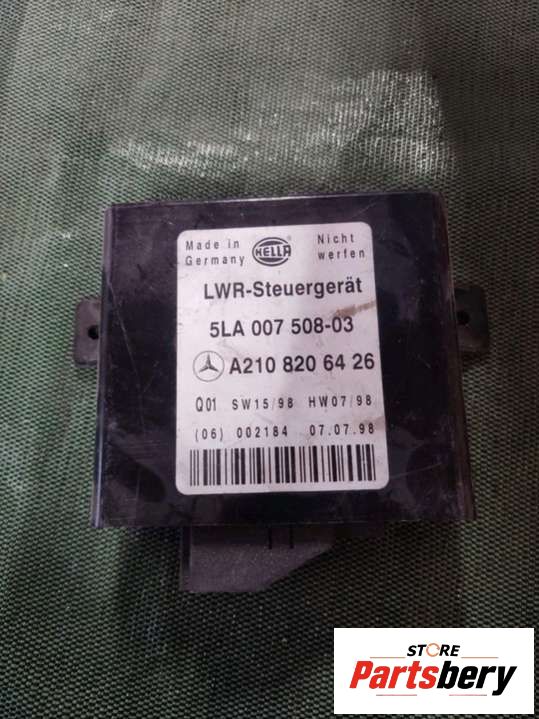 Made in
Germany
HELLA
Nicht
werfen
LWR-Steuergerät
5LA 007 508-03
A210 820 64 26
Q01 SW15/98 HW07/98
(06) 002184 07.07.98
STORE
Partsbery